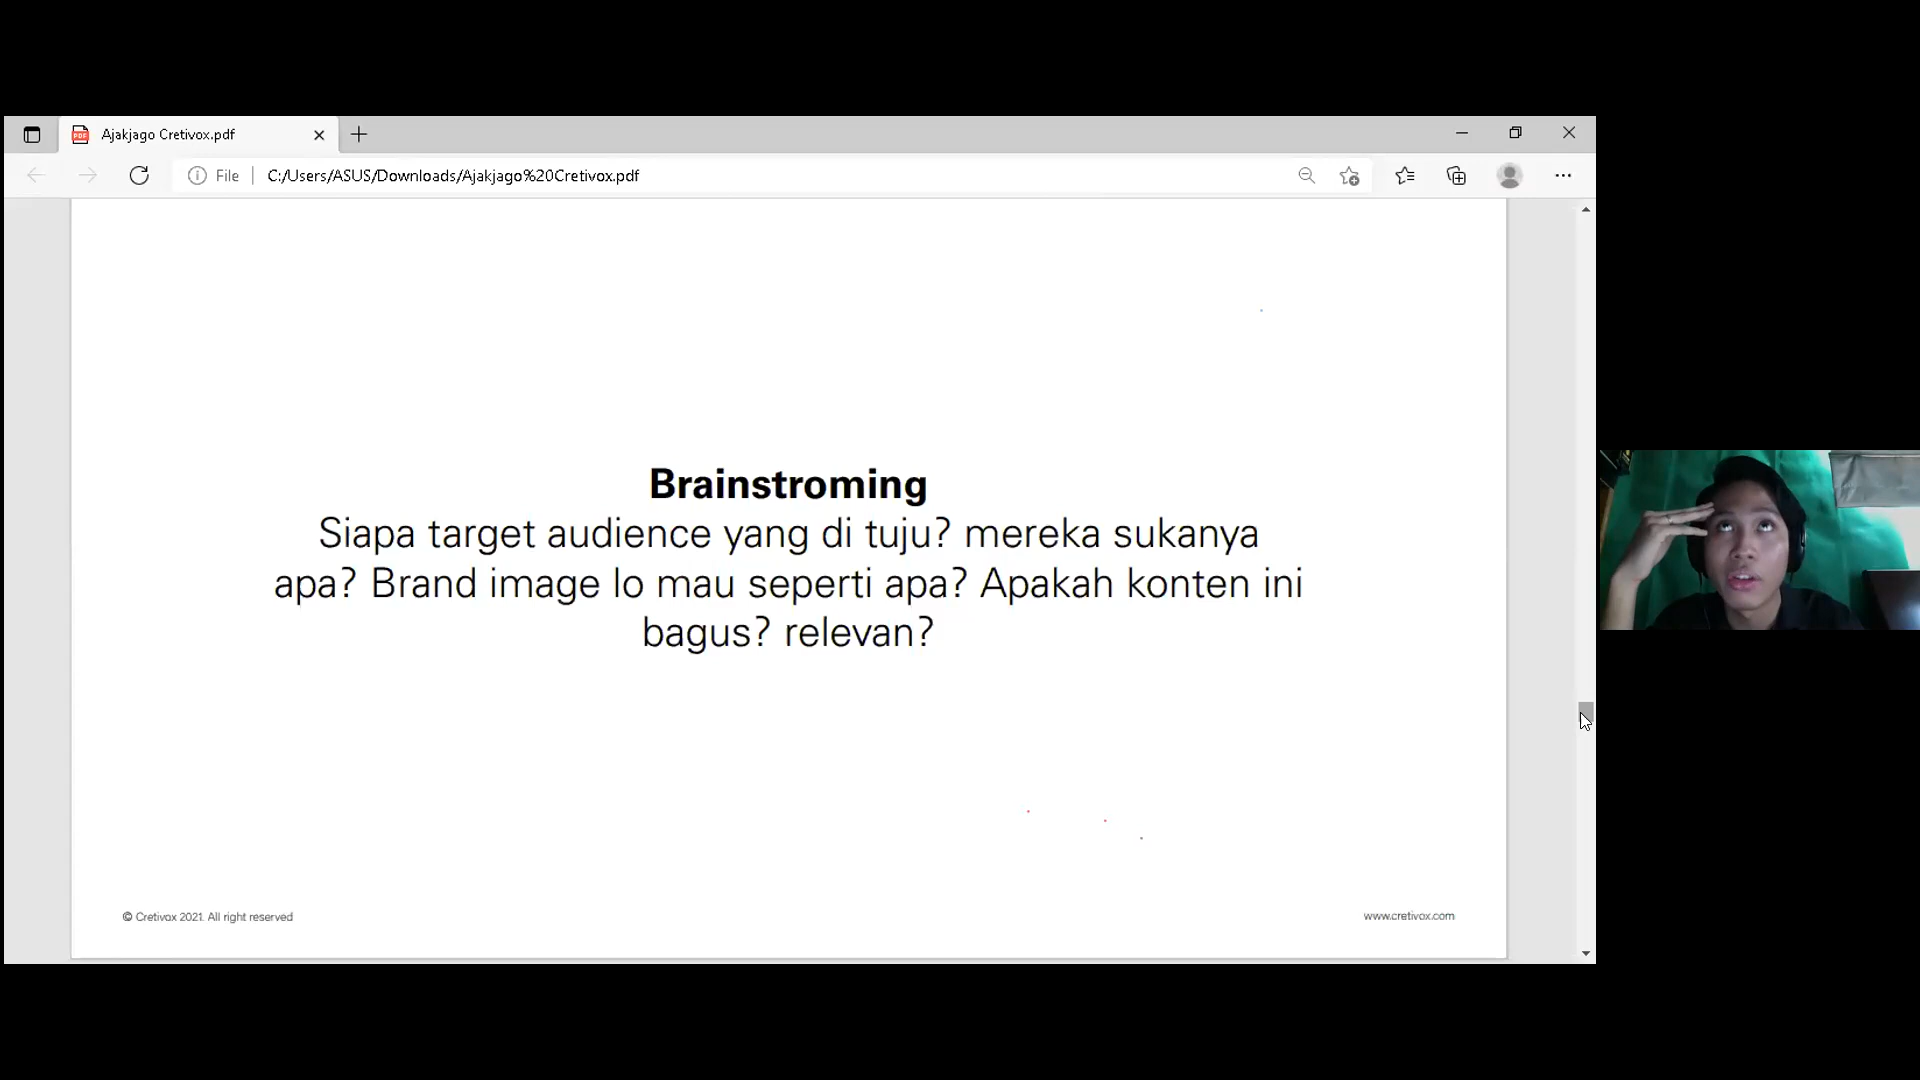 Ajakjago Cretivox.pdf
File C:/Users/ASUS/Downloads/Ajakjago%20Cretivox.pdf
Brainstroming
Siapa target audience yang di tuju? mereka sukanya
apa? Brand image lo mau seperti apa? Apakah konten ini
bagus? relevan?
© Cretivox 2021. All right reserved
www.cretivox.com